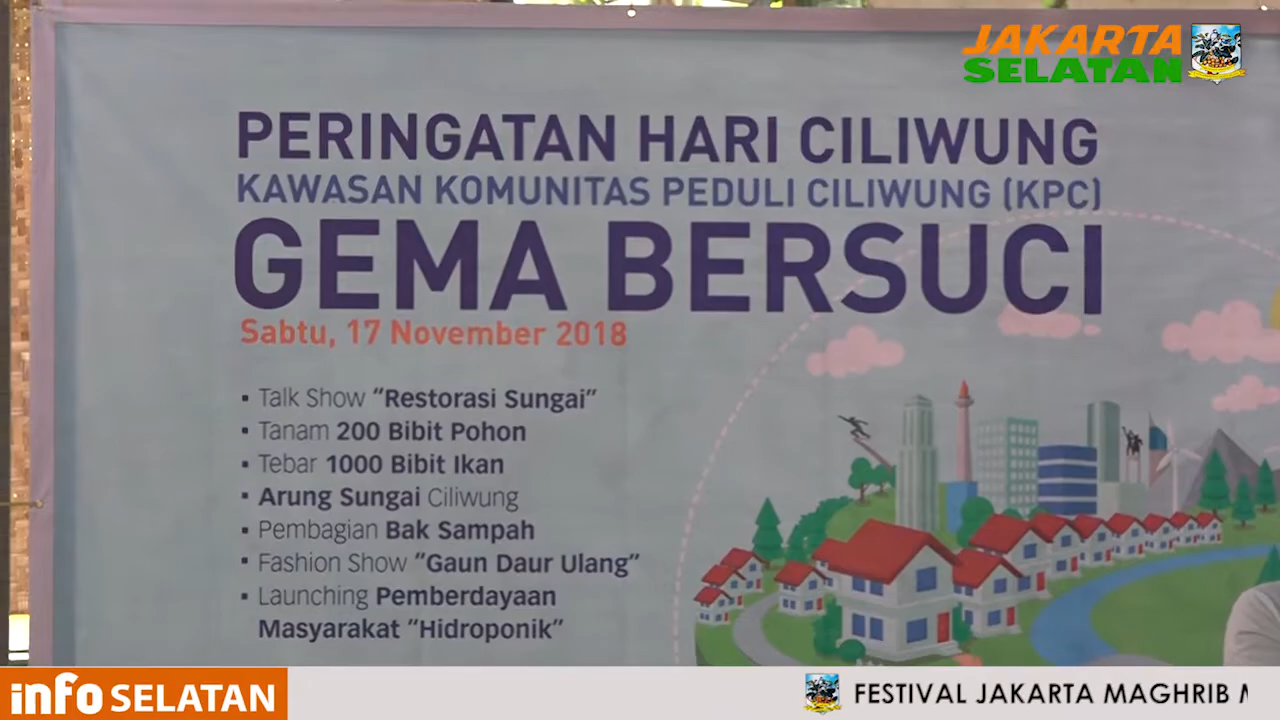 JAKARTA
SELATAN
PERINGATAN HARI CILIWUNG
KAWASAN KOMUNITAS PEDULI CILIWUNG (KPC)
GEMA BERSUCI
Sabtu, 17 November 2018
▪ Talk Show “Restorasi Sungai”
▪ Tanam 200 Bibit Pohon
▪ Tebar 1000 Bibit Ikan
▪ Arung Sungai Ciliwung
▪ Pembagian Bak Sampah
▪ Fashion Show “Gaun Daur Ulang”
▪ Launching Pemberdayaan
Masyarakat “Hidroponik”
info SELATAN
FESTIVAL JAKARTA MAGHRIB